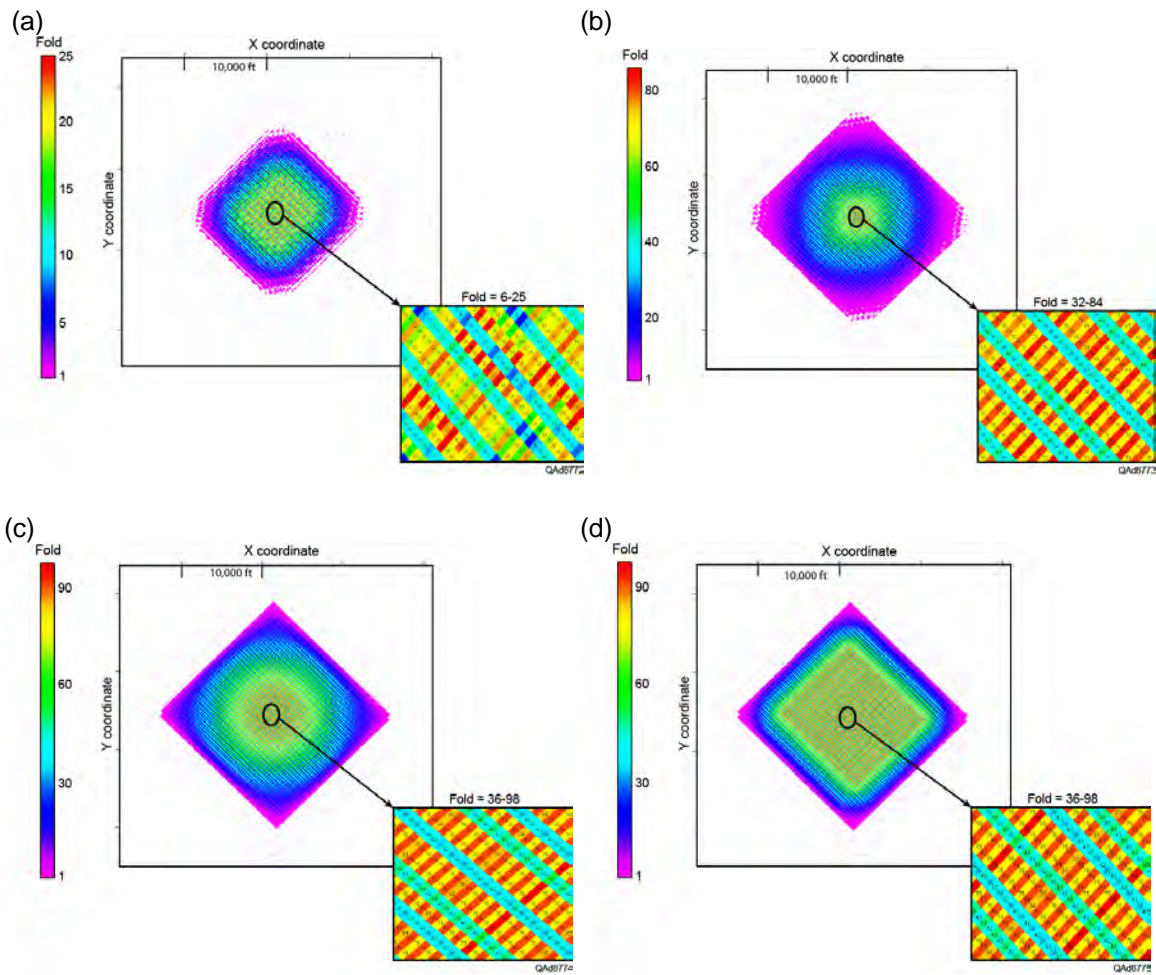 (a)
Fold
25
20
15
10
5
1
X coordinate
10,000 ft
Y coordinate
Fold = 6-25
QAd8772
(b)
Fold
80
60
40
20
1
X coordinate
10,000 ft
Y coordinate
Fold = 32-84
QAd8773
(c)
Fold
90
60
30
1
X coordinate
10,000 ft
Y coordinate
Fold = 36-98
QAd8774
(d)
Fold
90
60
30
1
X coordinate
10,000 ft
Y coordinate
Fold = 36-98
QAd8775